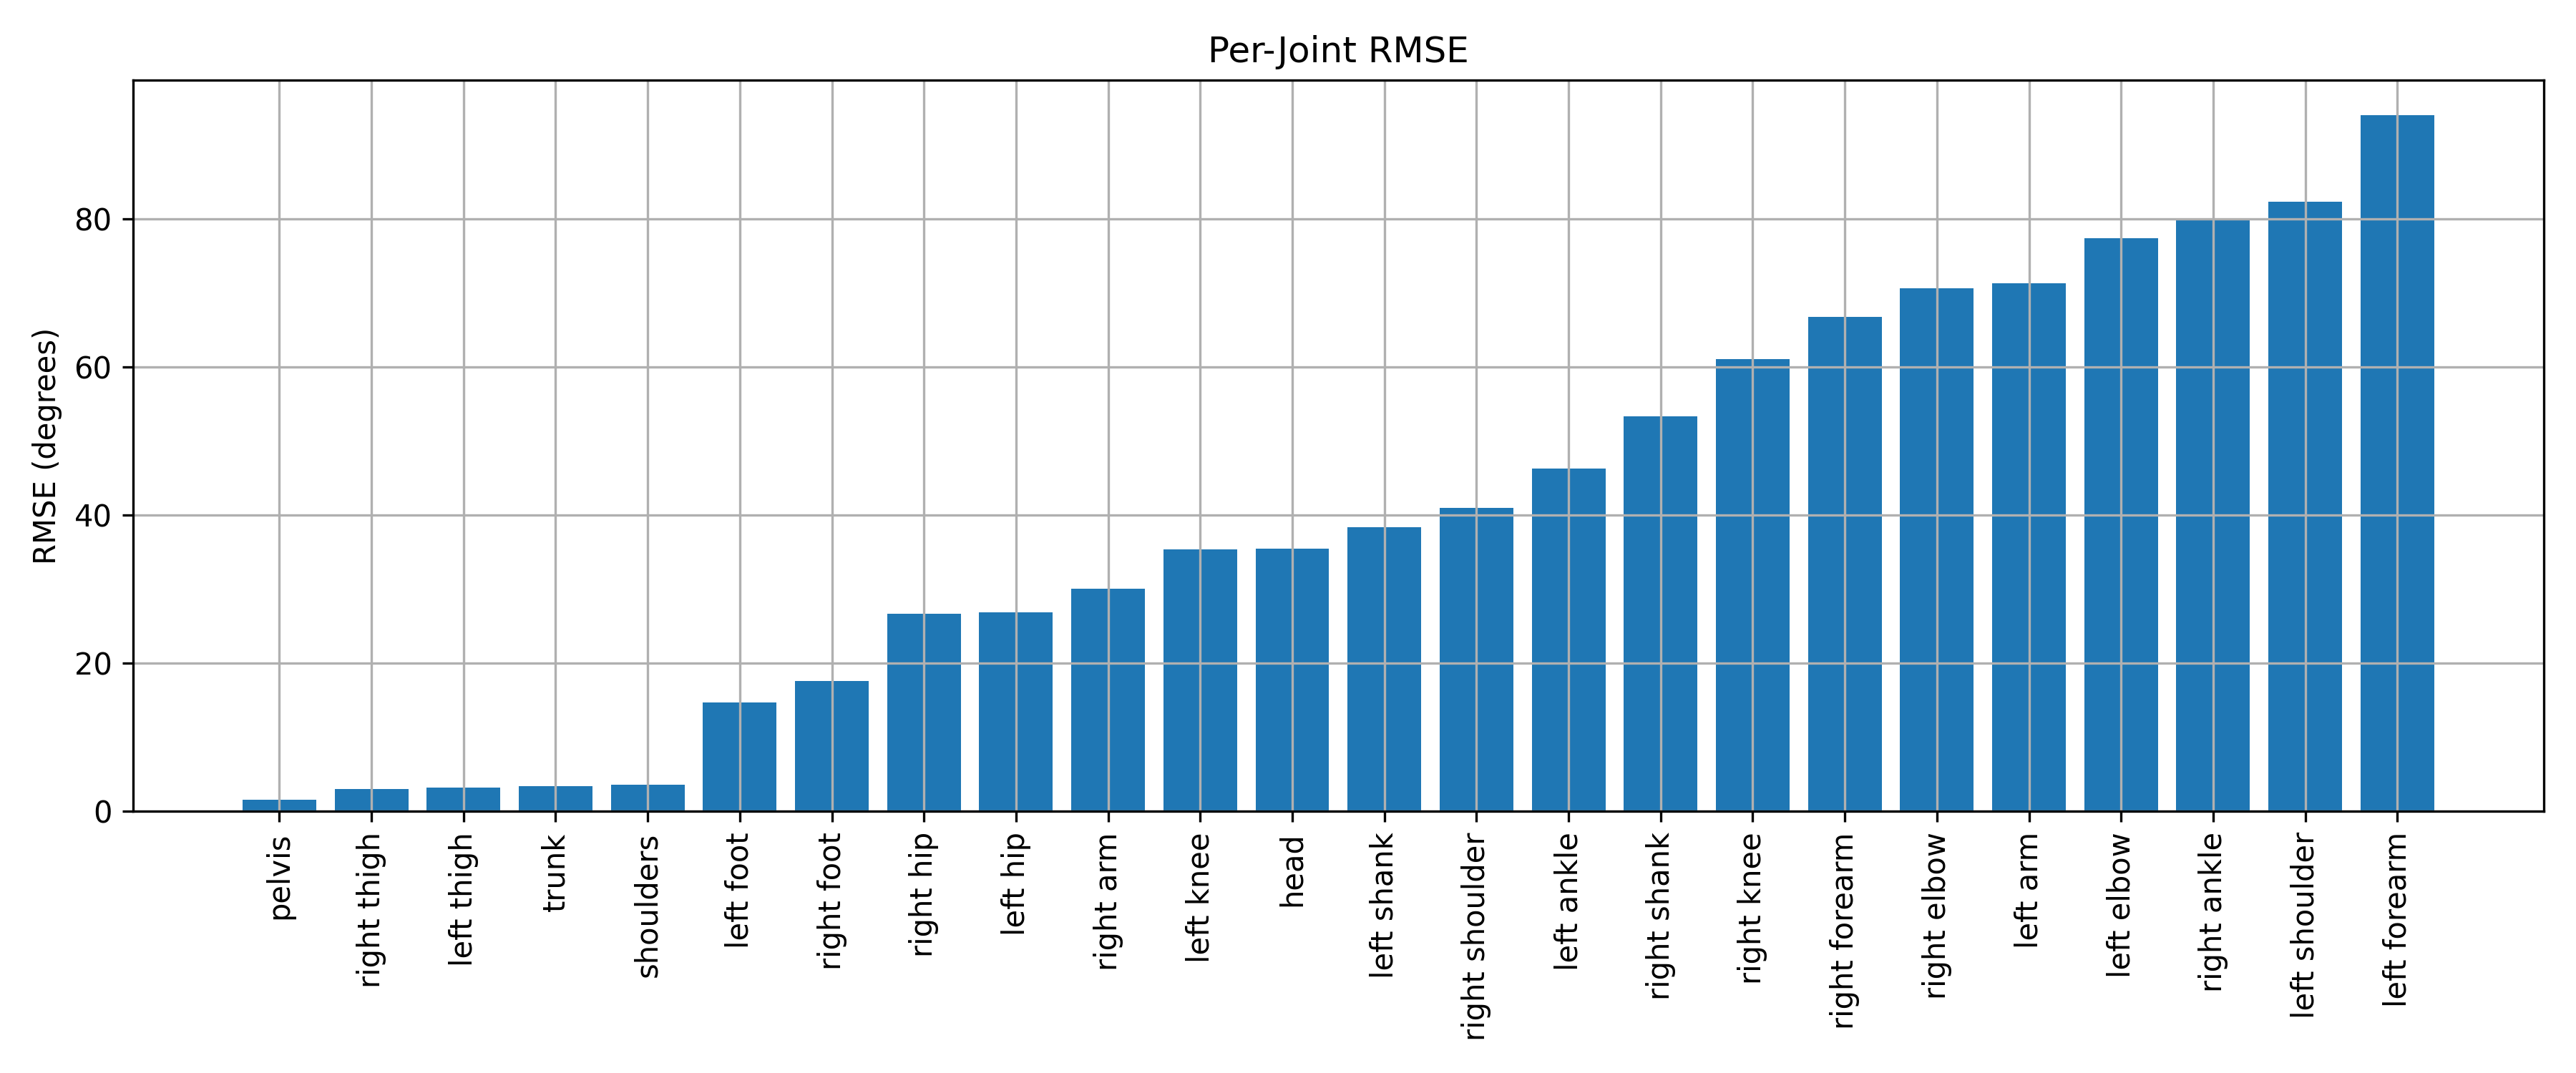 Per-Joint RMSE
RMSE (degrees)
80
60
40
20
0
pelvis
right thigh
left thigh
trunk
shoulders
left foot
right foot
right hip
left hip
right arm
left knee
head
left shank
right shoulder
left ankle
right shank
right knee
right forearm
right elbow
left arm
left elbow
right ankle
left shoulder
left forearm